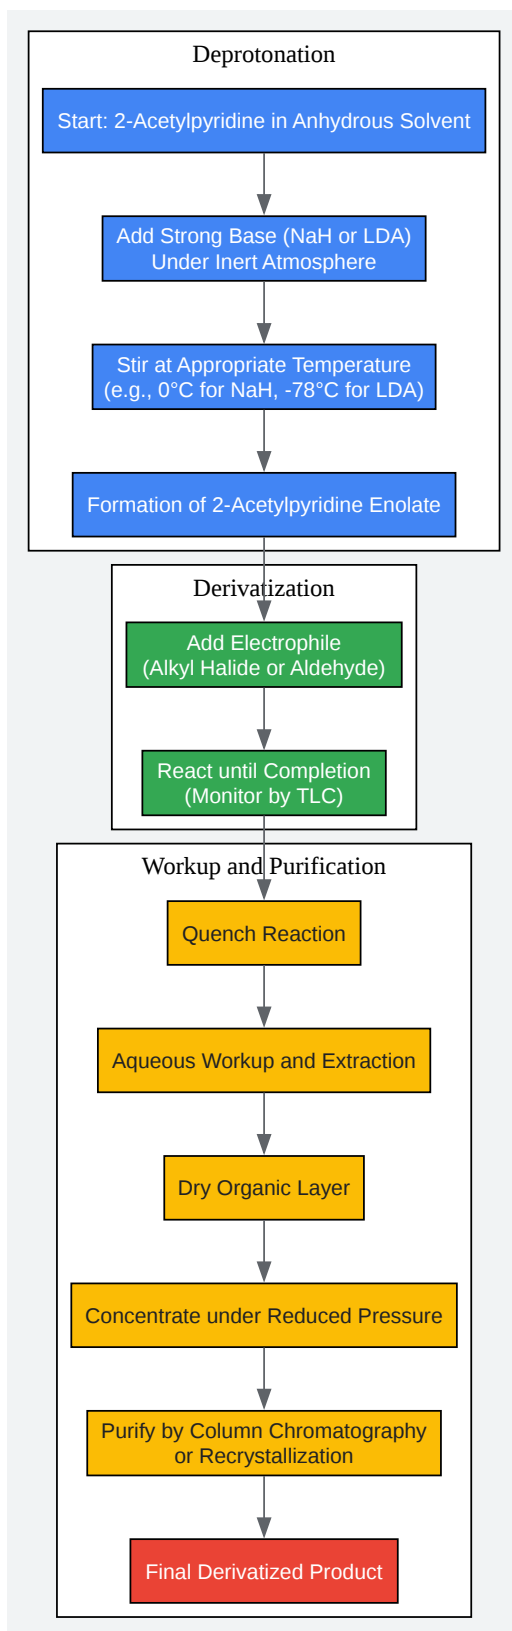 Deprotonation
Start: 2-Acetylpyridine in Anhydrous Solvent
Add Strong Base (NaH or LDA)
Under Inert Atmosphere
Stir at Appropriate Temperature
(e.g., 0°C for NaH, -78°C for LDA)
Formation of 2-Acetylpyridine Enolate
Derivatization
Add Electrophile
(Alkyl Halide or Aldehyde)
React until Completion
(Monitor by TLC)
Workup and Purification
Quench Reaction
Aqueous Workup and Extraction
Dry Organic Layer
Concentrate under Reduced Pressure
Purify by Column Chromatography
or Recrystallization
Final Derivatized Product